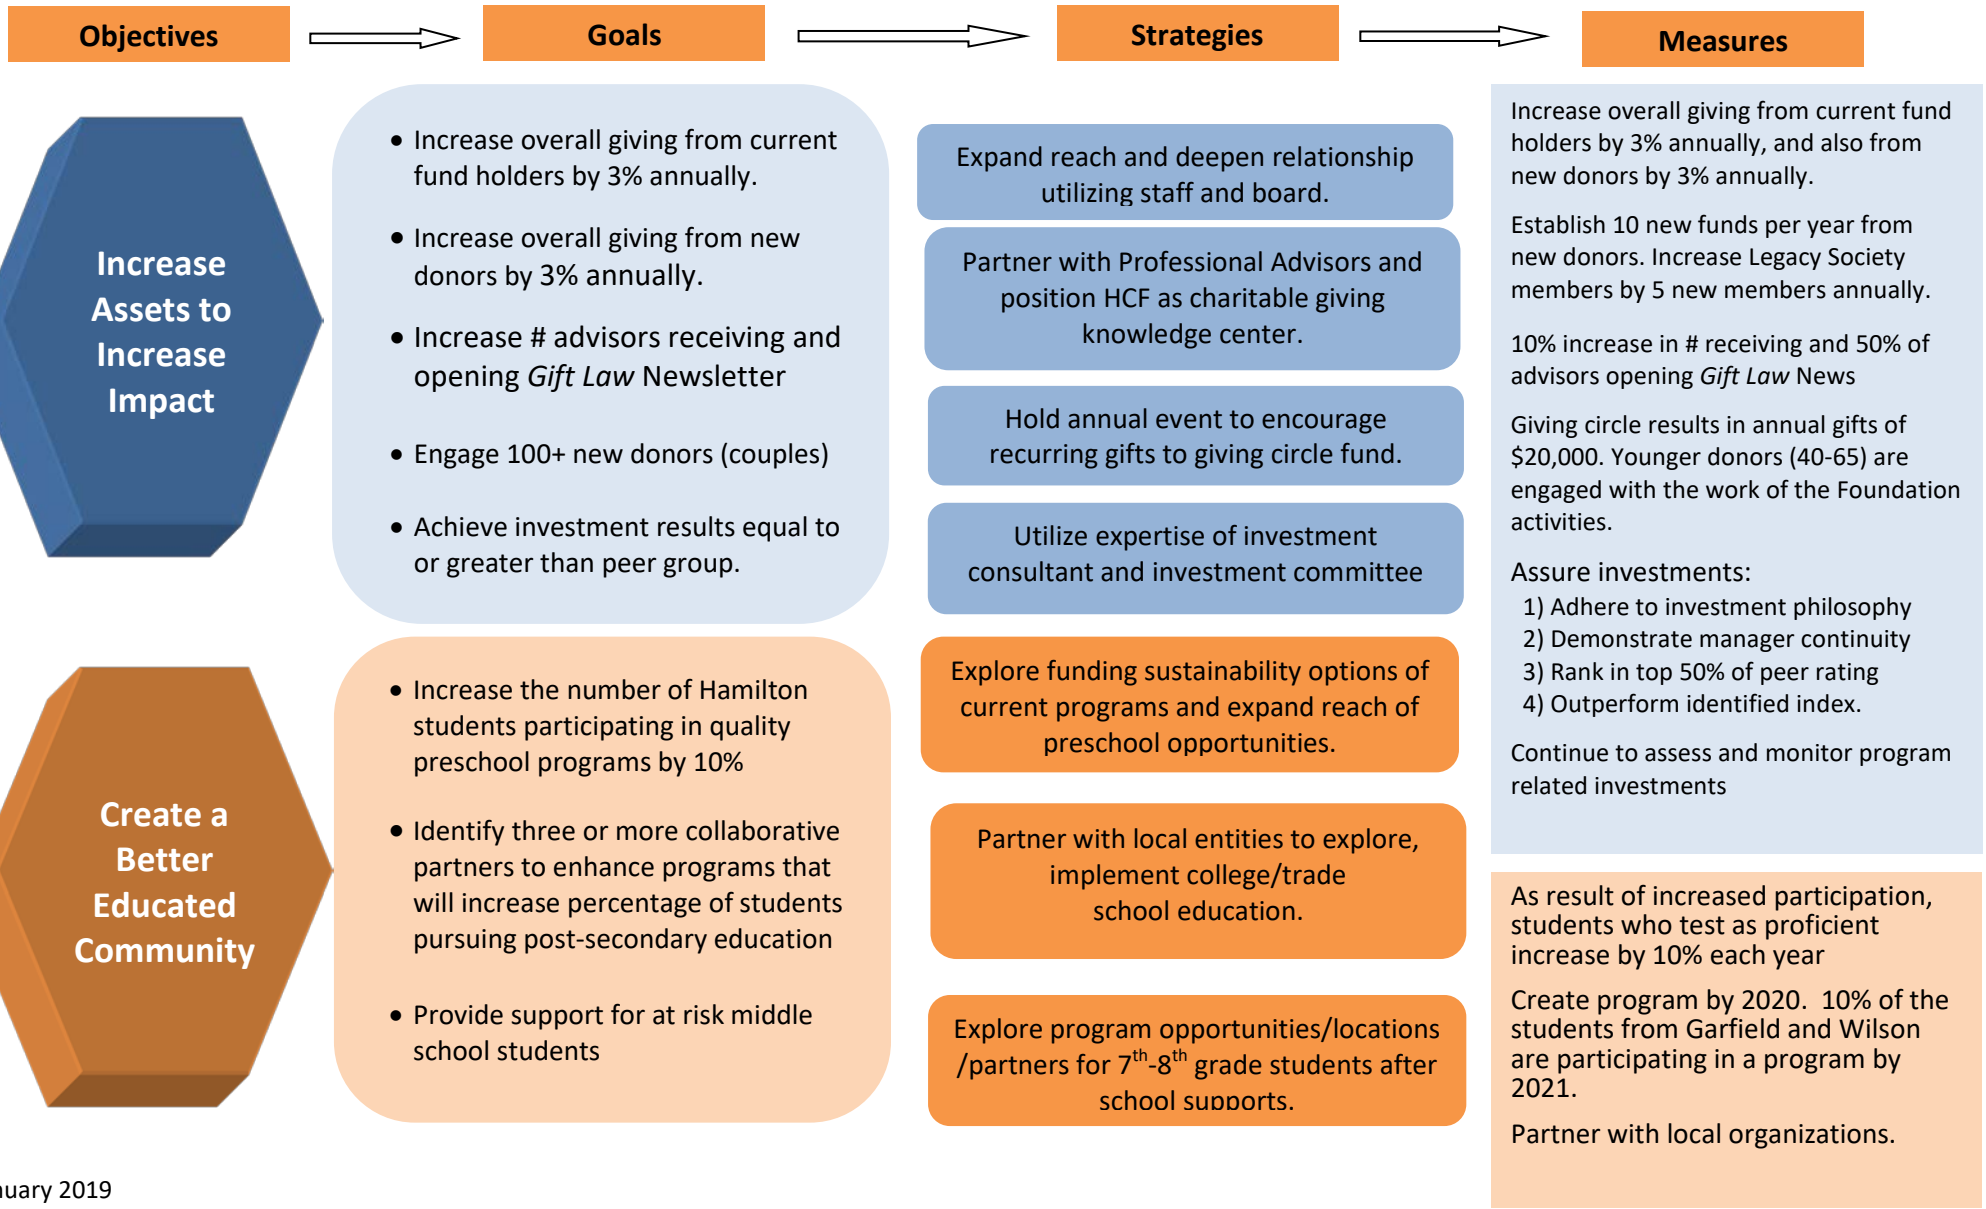 Objectives
Goals
Strategies
Measures
Increase
Assets to
Increase
Impact
• Increase overall giving from current
fund holders by 3% annually.
• Increase overall giving from new
donors by 3% annually.
• Increase # advisors receiving and
opening Gift Law Newsletter
• Engage 100+ new donors (couples)
• Achieve investment results equal to
or greater than peer group.
Expand reach and deepen relationship
utilizing staff and board.
Partner with Professional Advisors and
position HCF as charitable giving
knowledge center.
Hold annual event to encourage
recurring gifts to giving circle fund.
Utilize expertise of investment
consultant and investment committee
Increase overall giving from current fund
holders by 3% annually, and also from
new donors by 3% annually.
Establish 10 new funds per year from
new donors. Increase Legacy Society
members by 5 new members annually.
10% increase in # receiving and 50% of
advisors opening Gift Law News
Giving circle results in annual gifts of
$20,000. Younger donors (40-65) are
engaged with the work of the Foundation
activities.
Assure investments:
1) Adhere to investment philosophy
2) Demonstrate manager continuity
3) Rank in top 50% of peer rating
4) Outperform identified index.
Continue to assess and monitor program
related investments
Create a
Better
Educated
Community
• Increase the number of Hamilton
students participating in quality
preschool programs by 10%
• Identify three or more collaborative
partners to enhance programs that
will increase percentage of students
pursuing post-secondary education
• Provide support for at risk middle
school students
Explore funding sustainability options of
current programs and expand reach of
preschool opportunities.
Partner with local entities to explore,
implement college/trade
school education.
Explore program opportunities/locations
/partners for 7th-8th grade students after
school supports.
As result of increased participation,
students who test as proficient
increase by 10% each year
Create program by 2020.  10% of the
students from Garfield and Wilson
are participating in a program by
2021.
Partner with local organizations.
nuary 2019